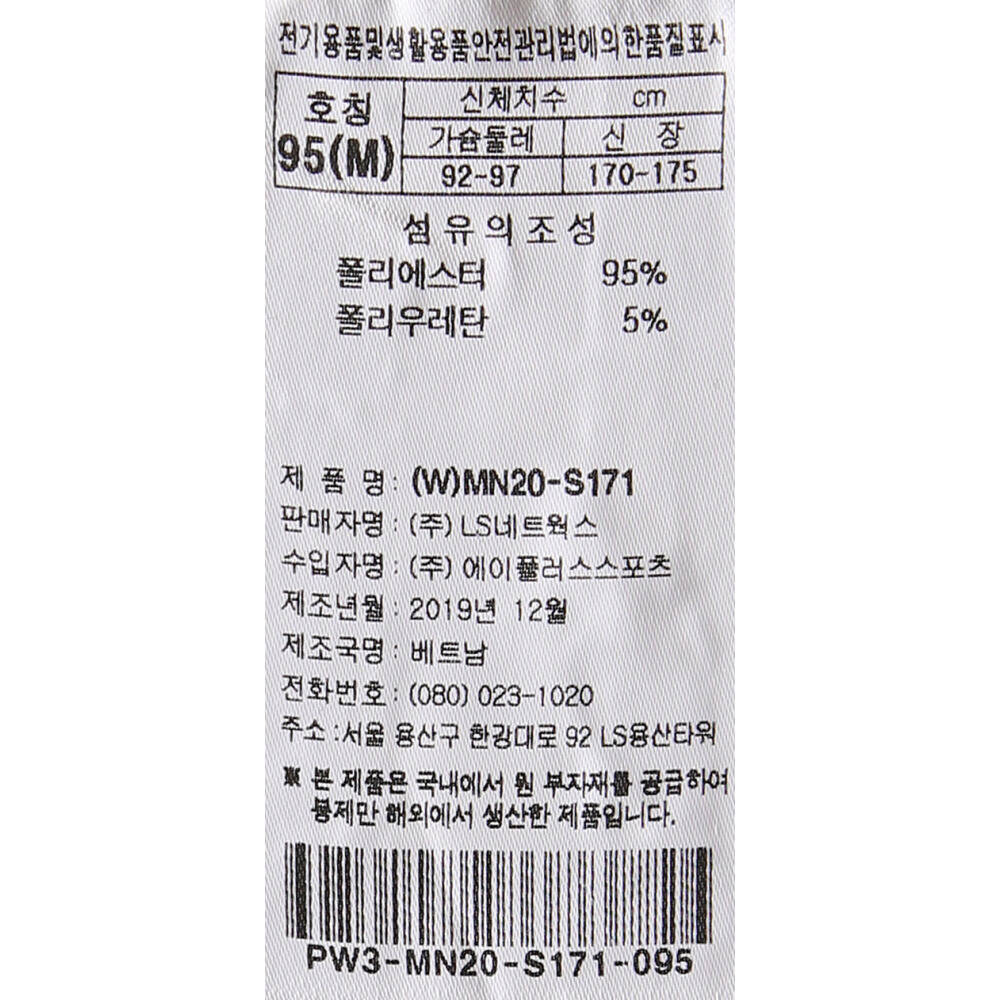 전기용품및생활용품안전관리법에의한품질표시
호칭
95(M)
신체치수 cm
가슴둘레 신 장
92-97 170-175
섬유의조성
폴리에스터 95%
폴리우레탄 5%
제 품 명: (W)MN20-S171
판매자명: (주)LS네트웍스
수입자명: (주)에이플러스스포츠
제조년월: 2019년 12월
제조국명: 베트남
전화번호: (080)023-1020
주소:서울 용산구 한강대로 92 LS용산타워
※ 본 제품은 국내에서 원 부자재를 공급하여
봉제만 해외에서 생산한 제품입니다.
PW3-MN20-S171-095